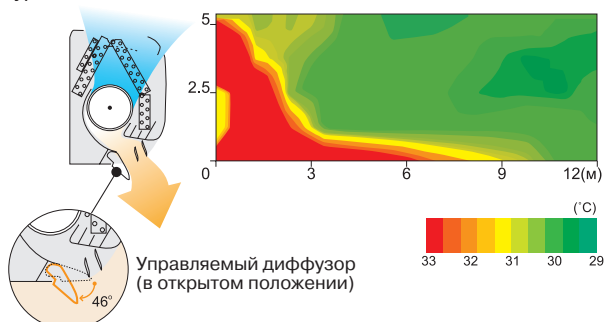 5
2.5
0 3 6 9 12(м)
(°C)
33 32 31 30 29
Управляемый диффузор
(в открытом положении)
46°